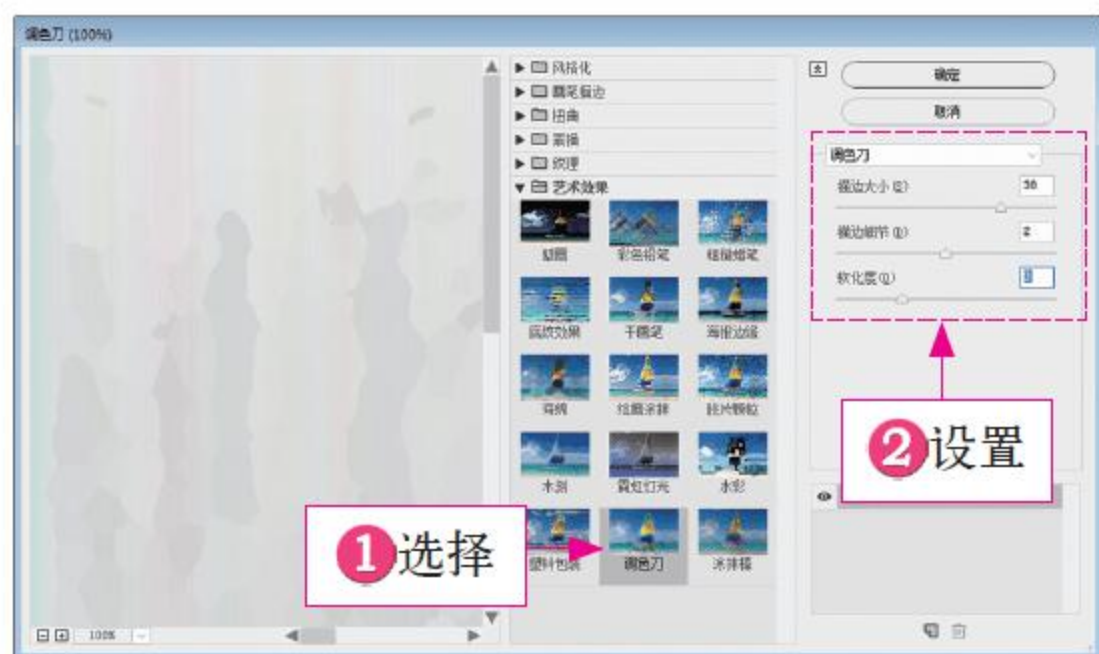 调色刀 (100%)
风格化
画笔描边
扭曲
素描
纹理
艺术效果
壁画
彩色铅笔
粗糙蜡笔
底纹效果
干画笔
海报边缘
海绵
绘画涂抹
胶片颗粒
木刻
霓虹灯光
水彩
塑料包装
调色刀
涂抹棒
1 选择
100%
确定
取消
调色刀
描边大小(S)
描边细节(D)
2
软化度(S)
2 设置